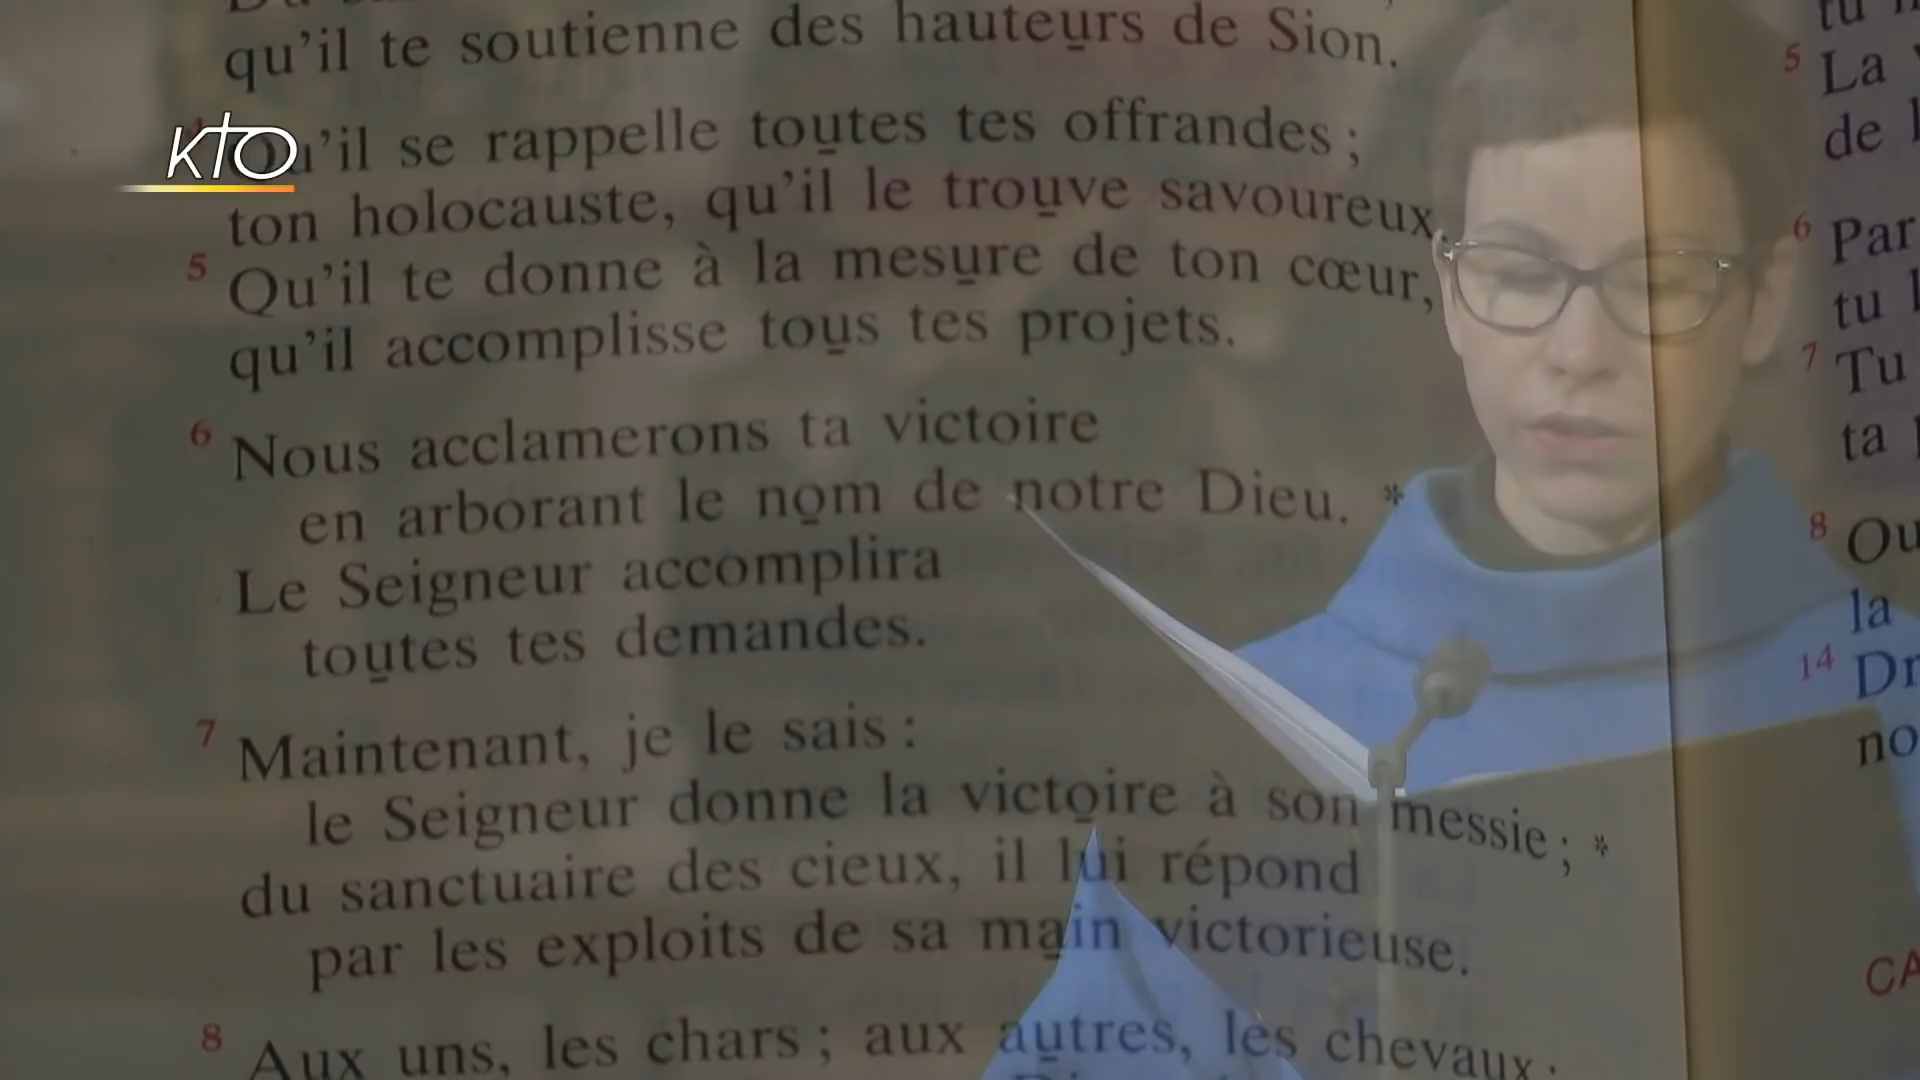 qu'il te soutienne des hauteurs de Sion.
KTO
Qu'il se rappelle toutes tes offrandes ;
ton holocauste, qu'il le trouve savoureux.
5 Qu'il te donne à la mesure de ton cœur,
qu'il accomplisse tous tes projets.
6 Nous acclamerons ta victoire
en arborant le nom de notre Dieu. *
Le Seigneur accomplira
toutes tes demandes.
7 Maintenant, je le sais :
le Seigneur donne la victoire à son messie ; *
du sanctuaire des cieux, il lui répond
par les exploits de sa main victorieuse.
8 Aux uns, les chars ; aux autres, les chevaux ;
tu
5 La
de
6 Par
tu
7 Tu
ta
8 Ou
la
14 Dr
no
CA